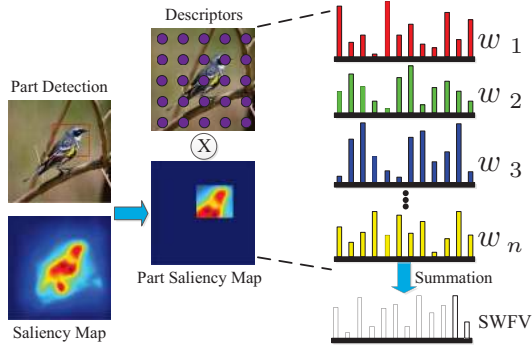 Descriptors
Part Detection
X
Part Saliency Map
Saliency Map
w 1
w 2
w 3
w n
Summation
SWFV